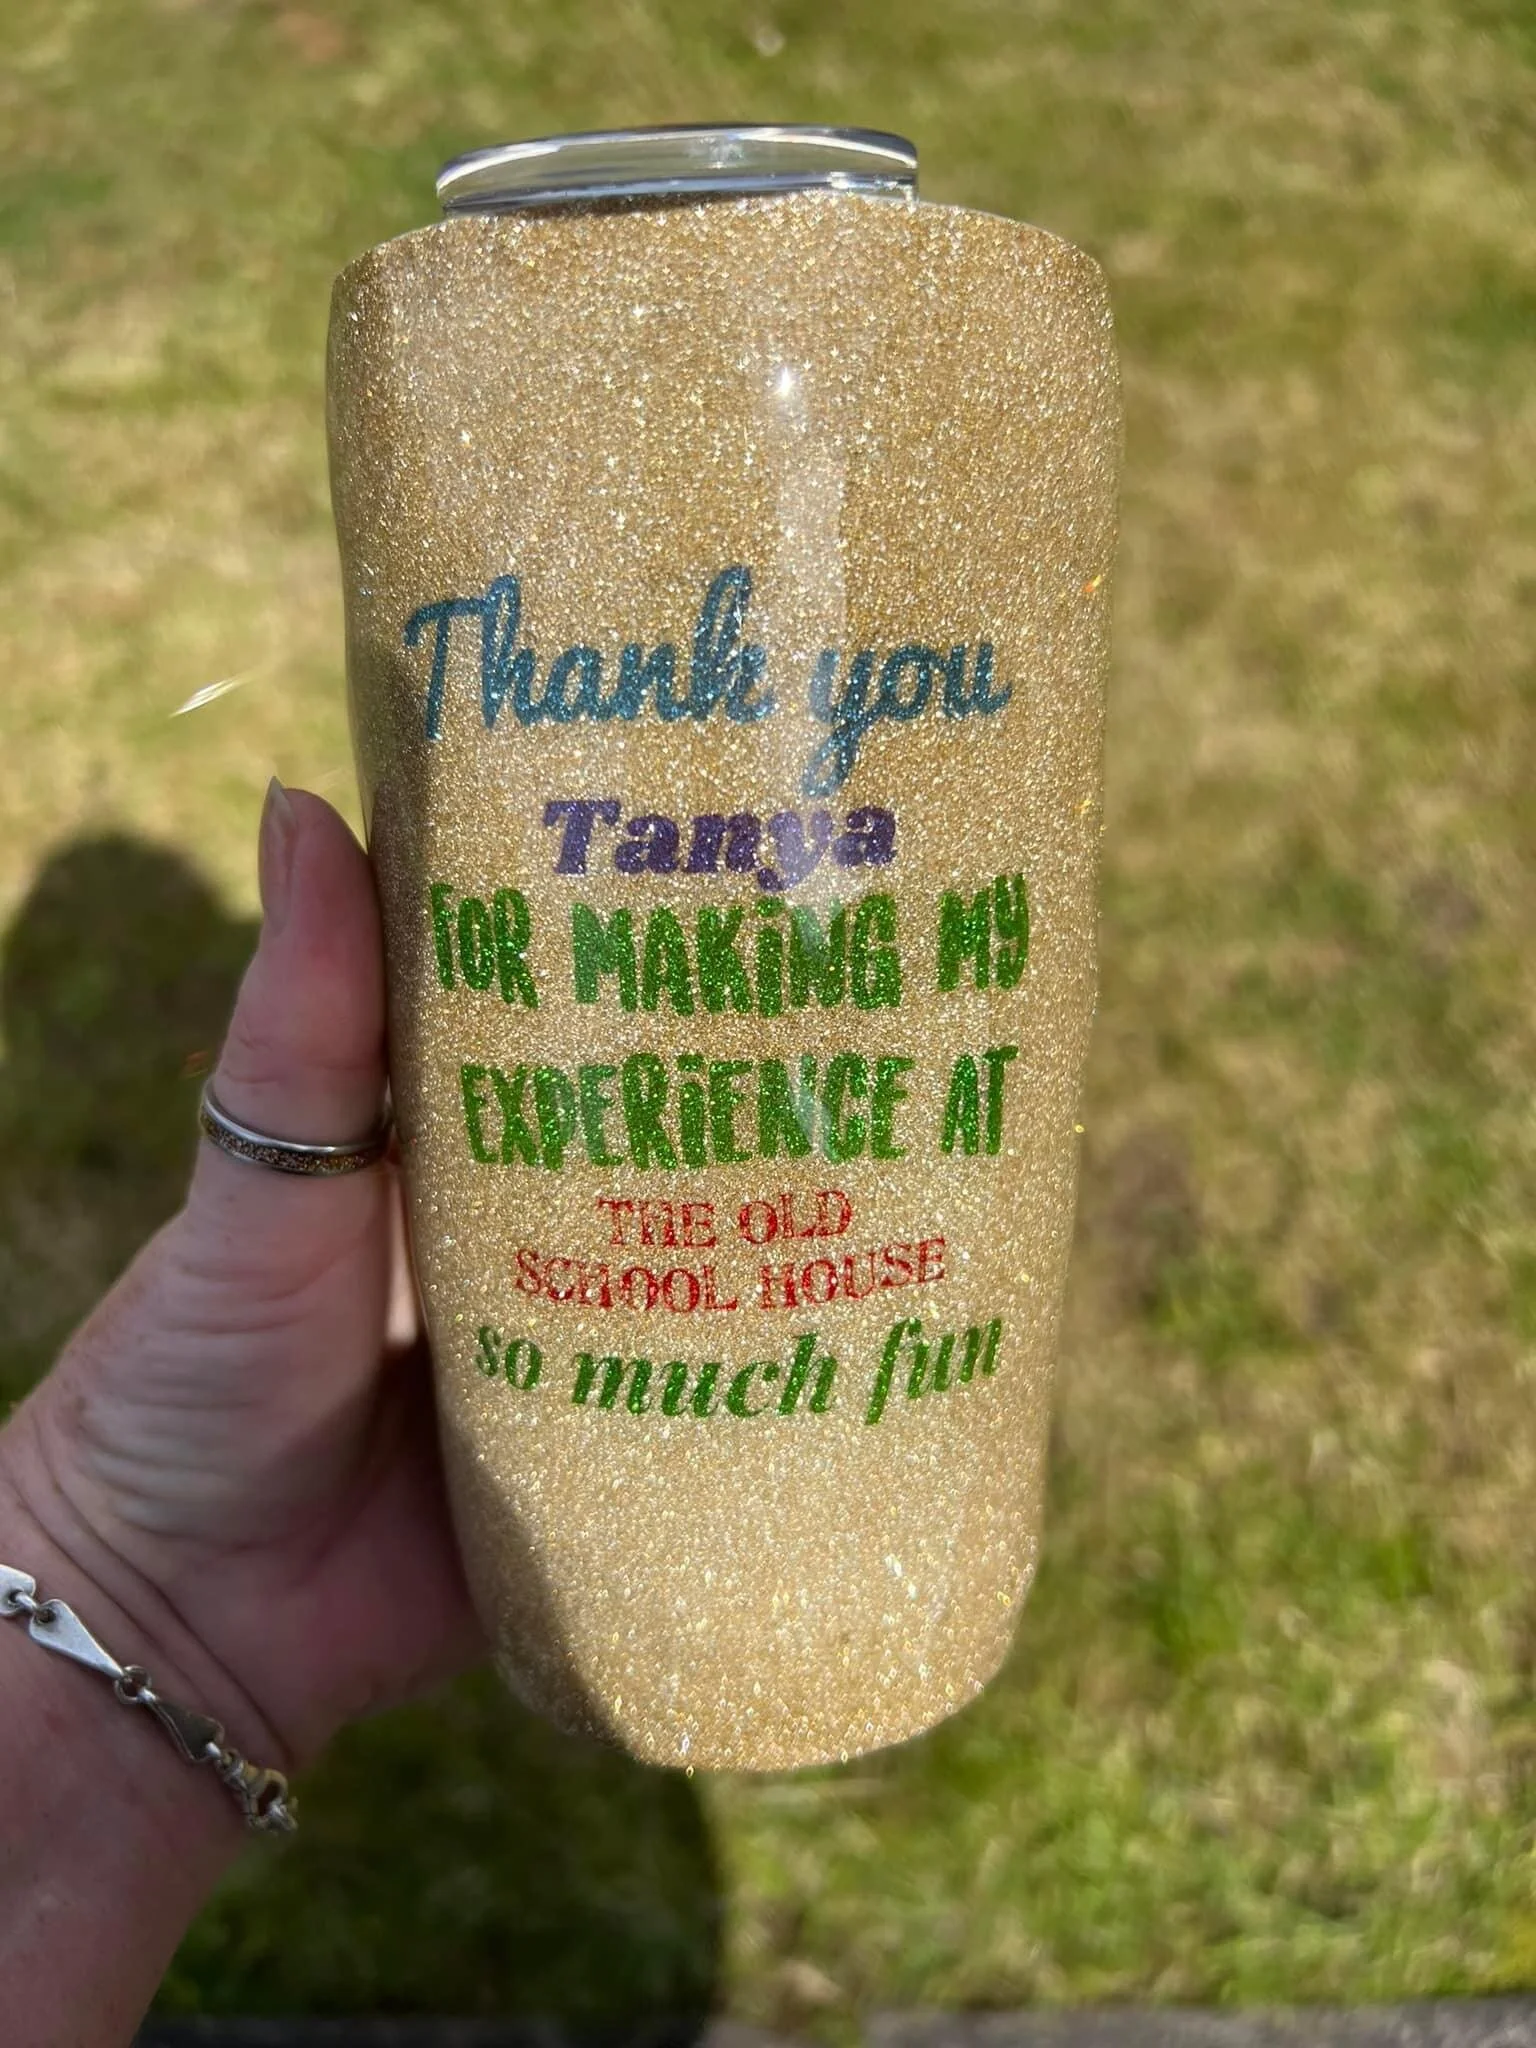 Thank you
Tanya
FOR MAKiNG MY
EXPERiENCE AT
THE OLD
SCHOOL HOUSE
so much fun